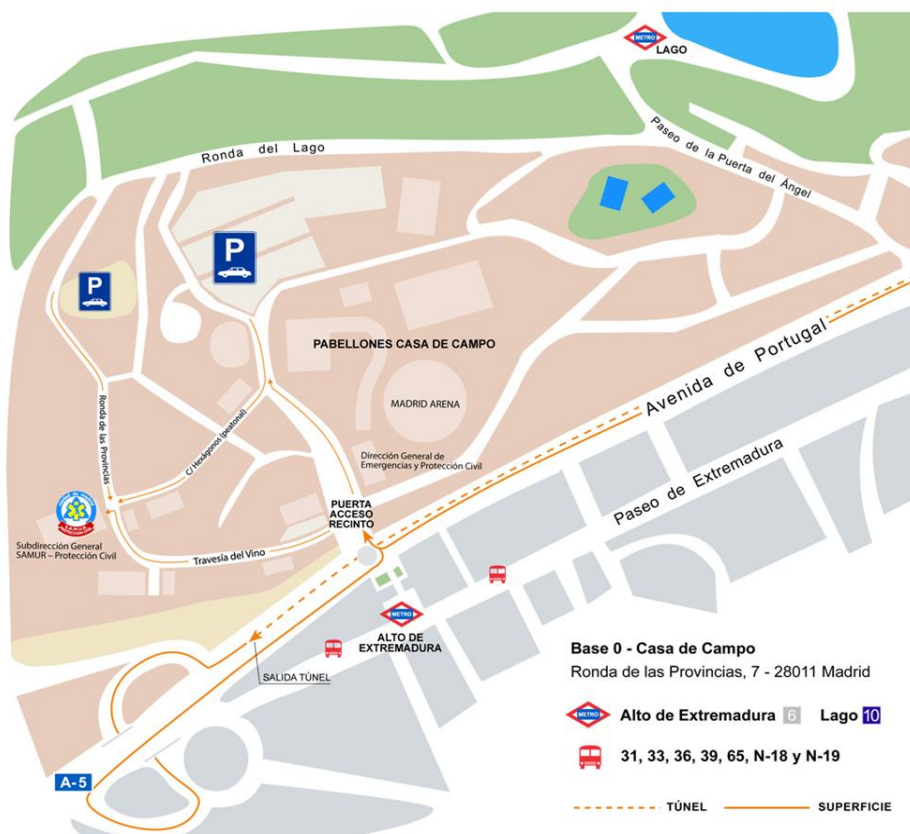 METRO
LAGO
Paseo de la Puerta del Ángel
Ronda del Lago
P
P
PABELLONES CASA DE CAMPO
Avenida de Portugal
MADRID ARENA
Ronda de las Provincias
C/ Hexágonos (peatonal)
Dirección General de
Emergencias y Protección Civil
Paseo de Extremadura
PUERTA
ACCESO
RECINTO
SAMUR
PROTECCIÓN CIVIL
Subdirección General
SAMUR – Protección Civil
Travesía del Vino
METRO
ALTO DE
EXTREMADURA
SALIDA TÚNEL
A-5
Base 0 - Casa de Campo
Ronda de las Provincias, 7 - 28011 Madrid
METRO Alto de Extremadura 6 Lago 10
31, 33, 36, 39, 65, N-18 y N-19
TÚNEL SUPERFICIE